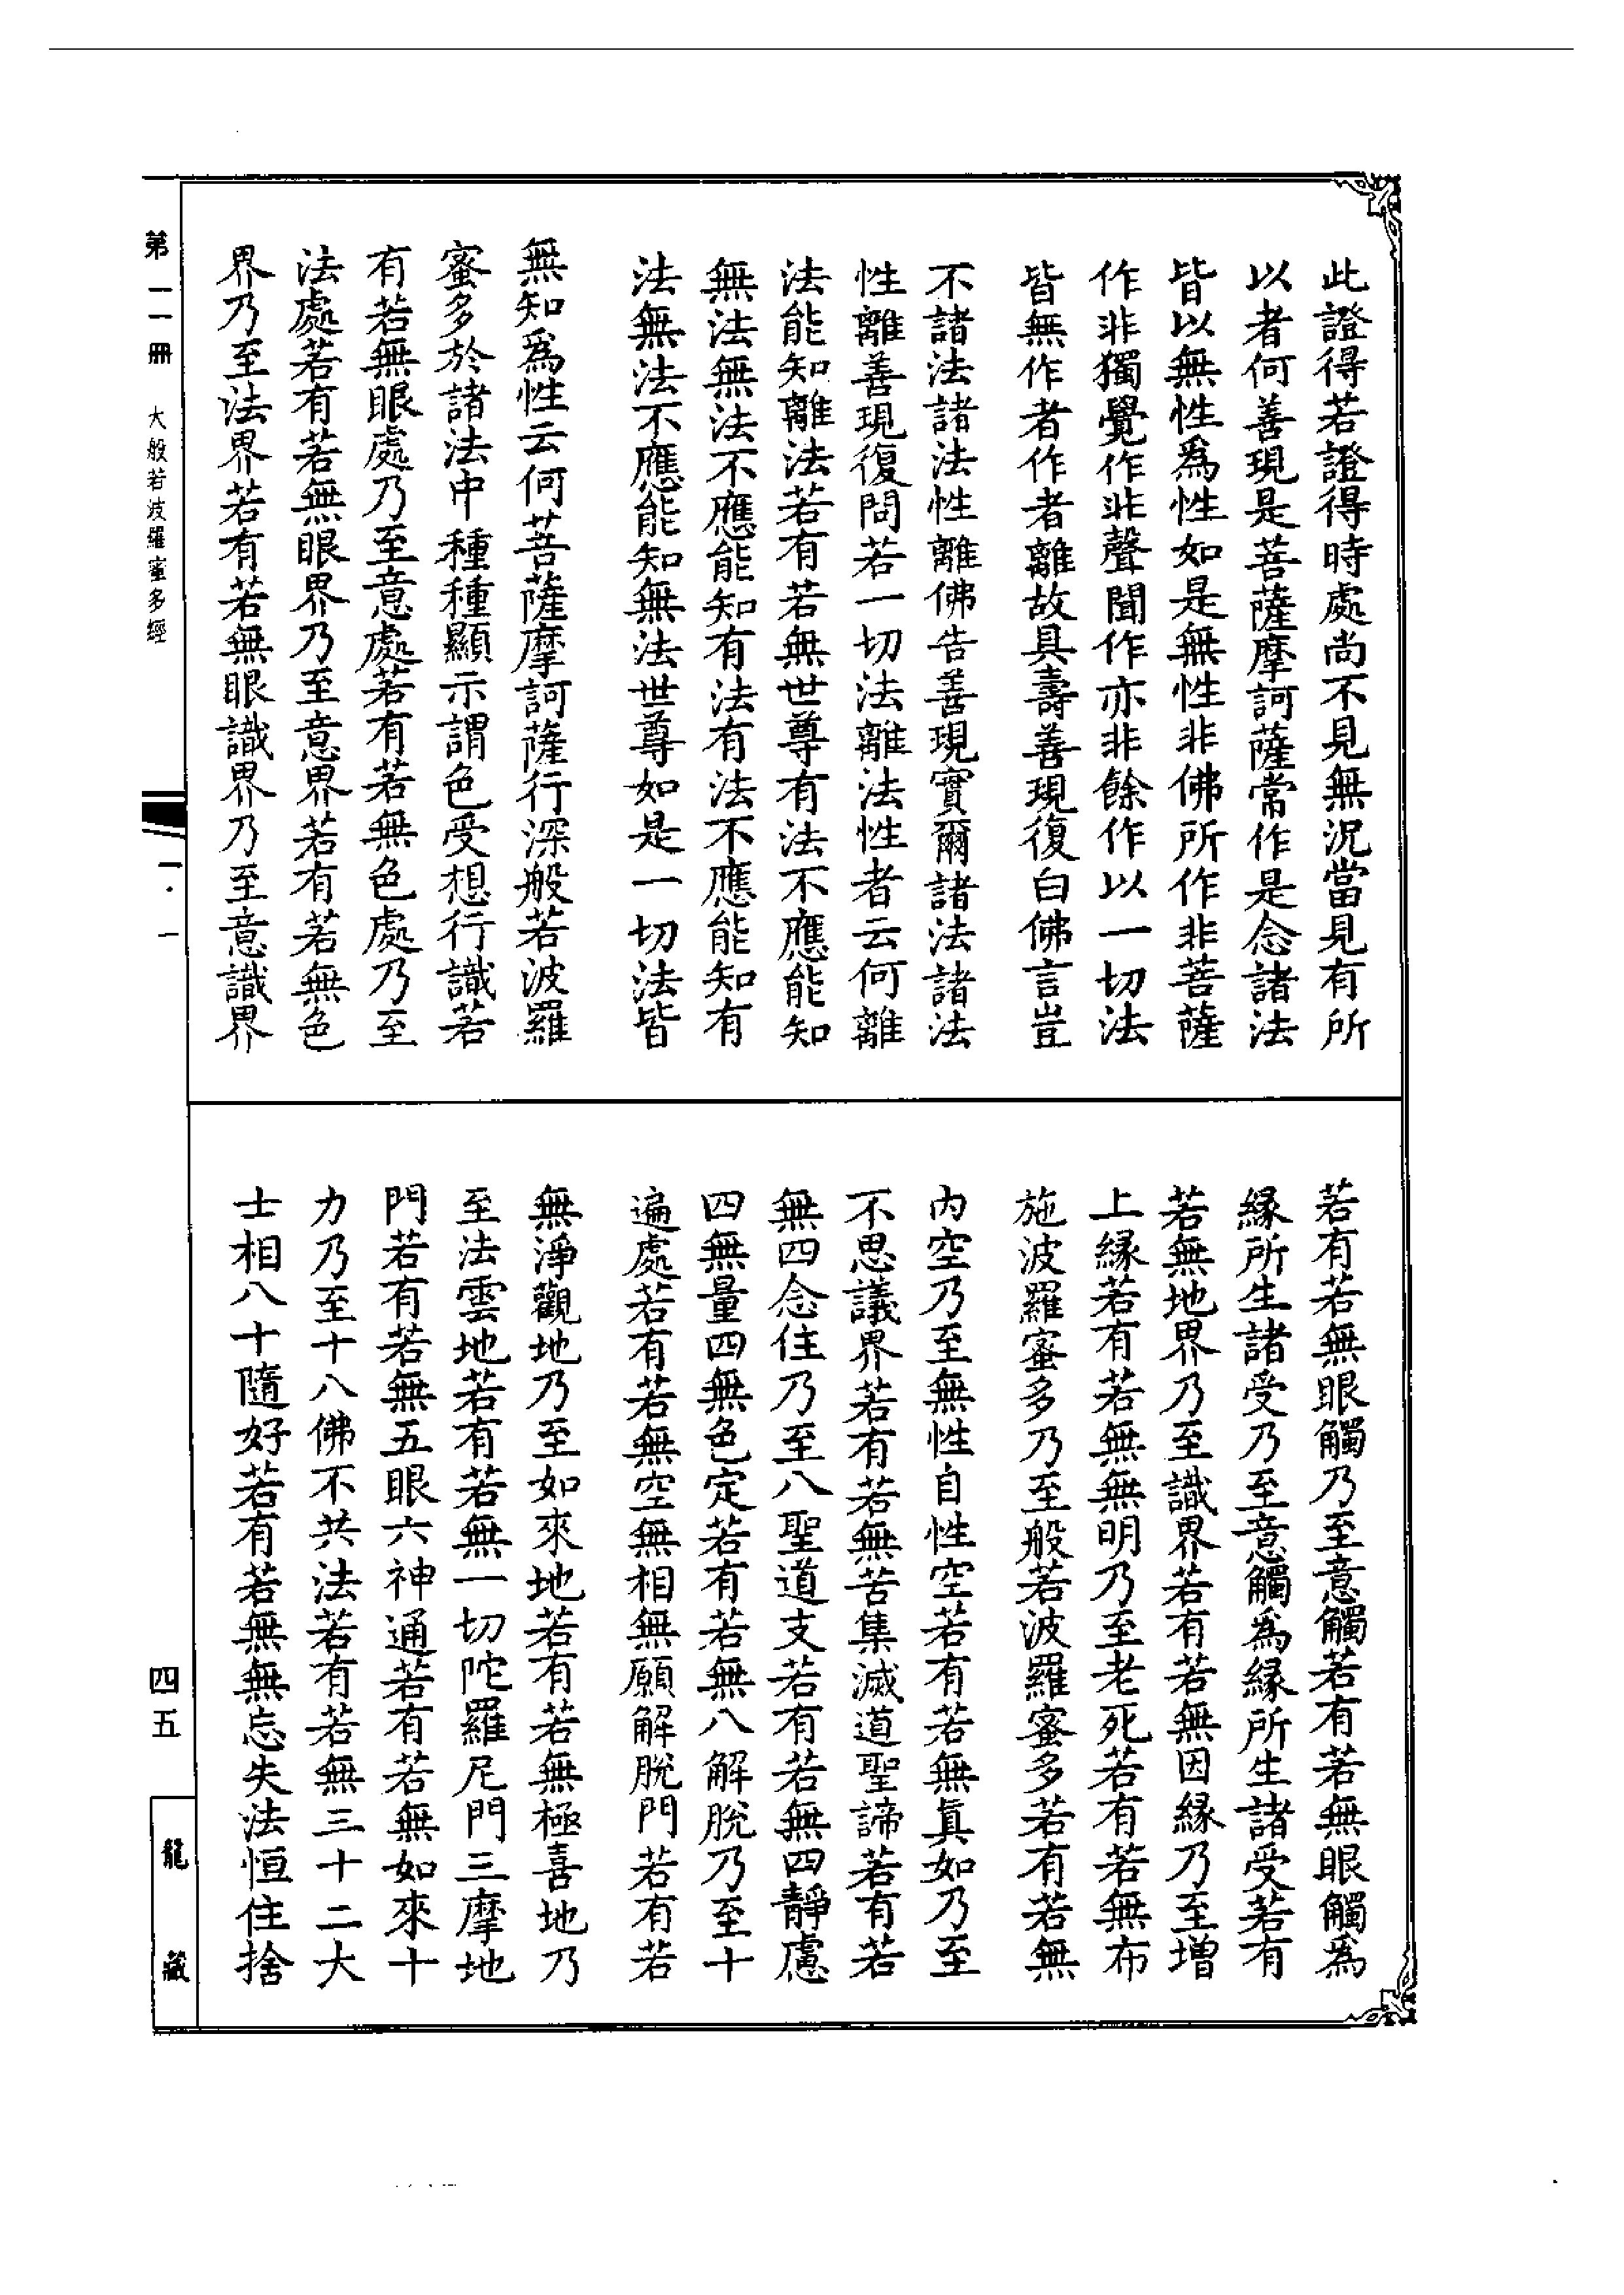 此證得若證得時處尚不見無況當見有所
以者何善現是菩薩摩訶薩常作是念諸法
皆以無性爲性如是無性非佛所作非菩薩
作非獨覺作非聲聞作亦非餘作以一切法
皆無作者作者離故具壽善現復白佛言豈
不諸法諸法性離佛告善現實爾諸法諸法
性離善現復問若一切法離法性者云何離
法能知離法若有若無世尊有法不應能知
無法無法不應能知有法有法不應能知有
法無法不應能知無法世尊如是一切法皆
無知爲性云何菩薩摩訶薩行深般若波羅
蜜多於諸法中種種顯示謂色受想行識若
有若無眼處乃至意處若有若無色處乃至
法處若有若無眼界乃至意界若有若無色
界乃至法界若有若無眼識界乃至意識界
若有若無眼觸乃至意觸若有若無眼觸爲
緣所生諸受乃至意觸爲緣所生諸受若有
若無地界乃至識界若有若無因緣乃至增
上緣若有若無無明乃至老死若有若無布
施波羅蜜多乃至般若波羅蜜多若有若無
內空乃至無性自性空若有若無真如乃至
不思議界若有若無苦集滅道聖諦若有若
無四念住乃至八聖道支若有若無四靜慮
四無量四無色定若有若無八解脫乃至十
遍處若有若無空無相無願解脫門若有若
無淨觀地乃至如來地若有若無極喜地乃
至法雲地若有若無一切陀羅尼門三摩地
門若有若無五眼六神通若有若無如來十
力乃至十八佛不共法若有若無三十二大
士相八十隨好若有若無無忘失法恒住捨
第一一冊 大般若波羅蜜多經
一·一
四五
龍藏